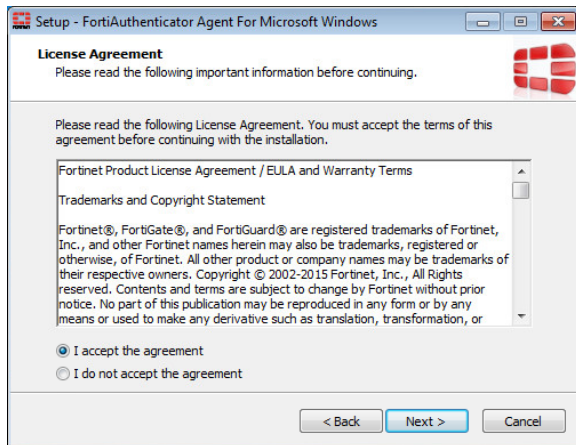 FORTINET
Setup - FortiAuthenticator Agent For Microsoft Windows
License Agreement
Please read the following important information before continuing.
Please read the following License Agreement. You must accept the terms of this
agreement before continuing with the installation.
Fortinet Product License Agreement / EULA and Warranty Terms
Trademarks and Copyright Statement
Fortinet®, FortiGate®, and FortiGuard® are registered trademarks of Fortinet,
Inc., and other Fortinet names herein may also be trademarks, registered or
otherwise, of Fortinet. All other product or company names may be trademarks of
their respective owners. Copyright © 2002-2015 Fortinet, Inc., All Rights
reserved. Contents and terms are subject to change by Fortinet without prior
notice. No part of this publication may be reproduced in any form or by any
means or used to make any derivative such as translation, transformation, or
I accept the agreement
I do not accept the agreement
< Back
Next >
Cancel